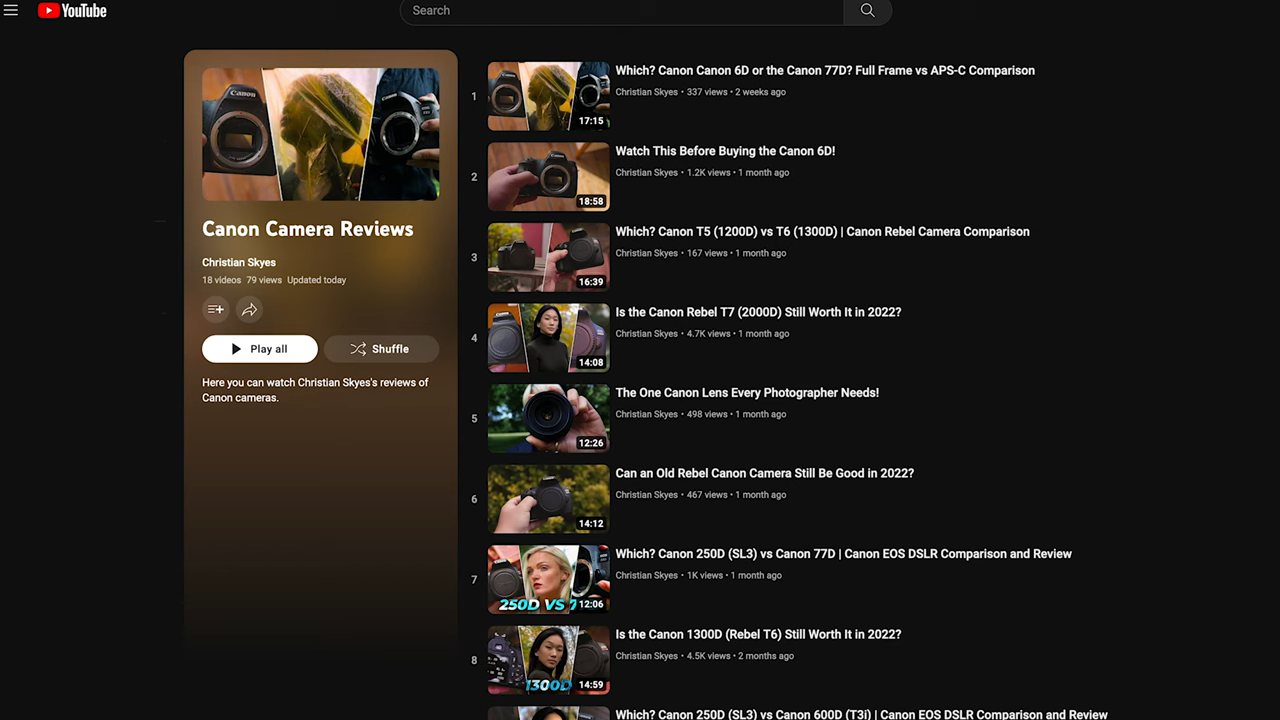 YouTube
Search
Canon Camera Reviews
Christian Skyes
18 videos 79 views Updated today
Play all
Shuffle
Here you can watch Christian Skyes's reviews of
Canon cameras.
1
17:15
Which? Canon Canon 6D or the Canon 77D? Full Frame vs APS-C Comparison
Christian Skyes • 337 views • 2 weeks ago
2
18:58
Watch This Before Buying the Canon 6D!
Christian Skyes • 1.2K views • 1 month ago
3
16:39
Which? Canon T5 (1200D) vs T6 (1300D) | Canon Rebel Camera Comparison
Christian Skyes • 167 views • 1 month ago
4
14:08
Is the Canon Rebel T7 (2000D) Still Worth It in 2022?
Christian Skyes • 4.7K views • 1 month ago
5
12:26
The One Canon Lens Every Photographer Needs!
Christian Skyes • 498 views • 1 month ago
6
14:12
Can an Old Rebel Canon Camera Still Be Good in 2022?
Christian Skyes • 467 views • 1 month ago
7
250D VS 7
12:06
Which? Canon 250D (SL3) vs Canon 77D | Canon EOS DSLR Comparison and Review
Christian Skyes • 1K views • 1 month ago
8
1300D
14:59
Is the Canon 1300D (Rebel T6) Still Worth It in 2022?
Christian Skyes • 4.5K views • 2 months ago
Which? Canon 250D (SL3) vs Canon 600D (T3i) | Canon EOS DSLR Comparison and Review